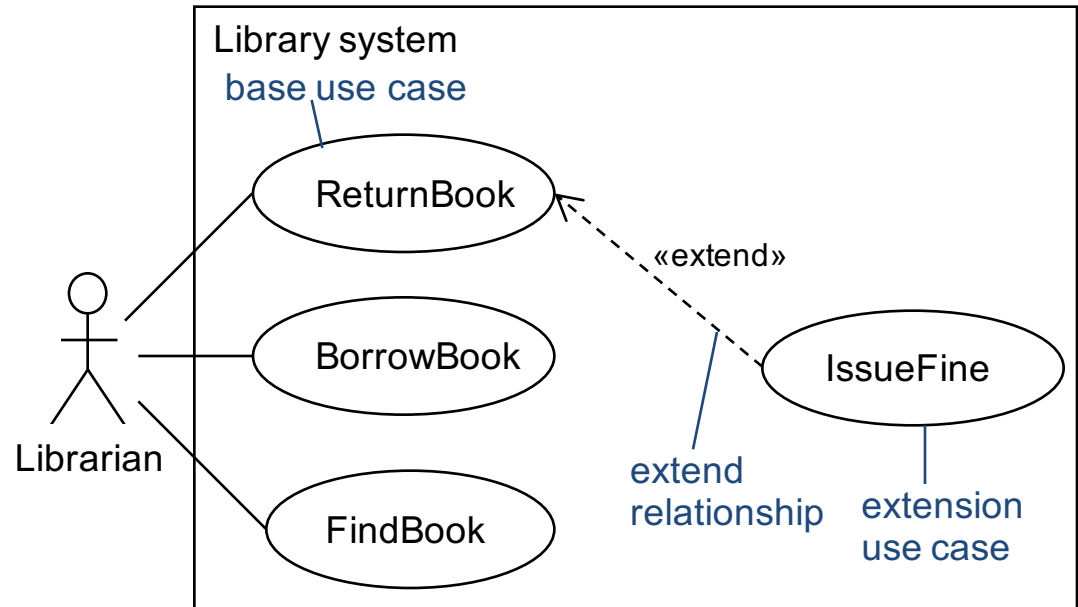 Library system
base use case
ReturnBook
«extend»
BorrowBook
IssueFine
Librarian
extend
relationship
extension
use case
FindBook